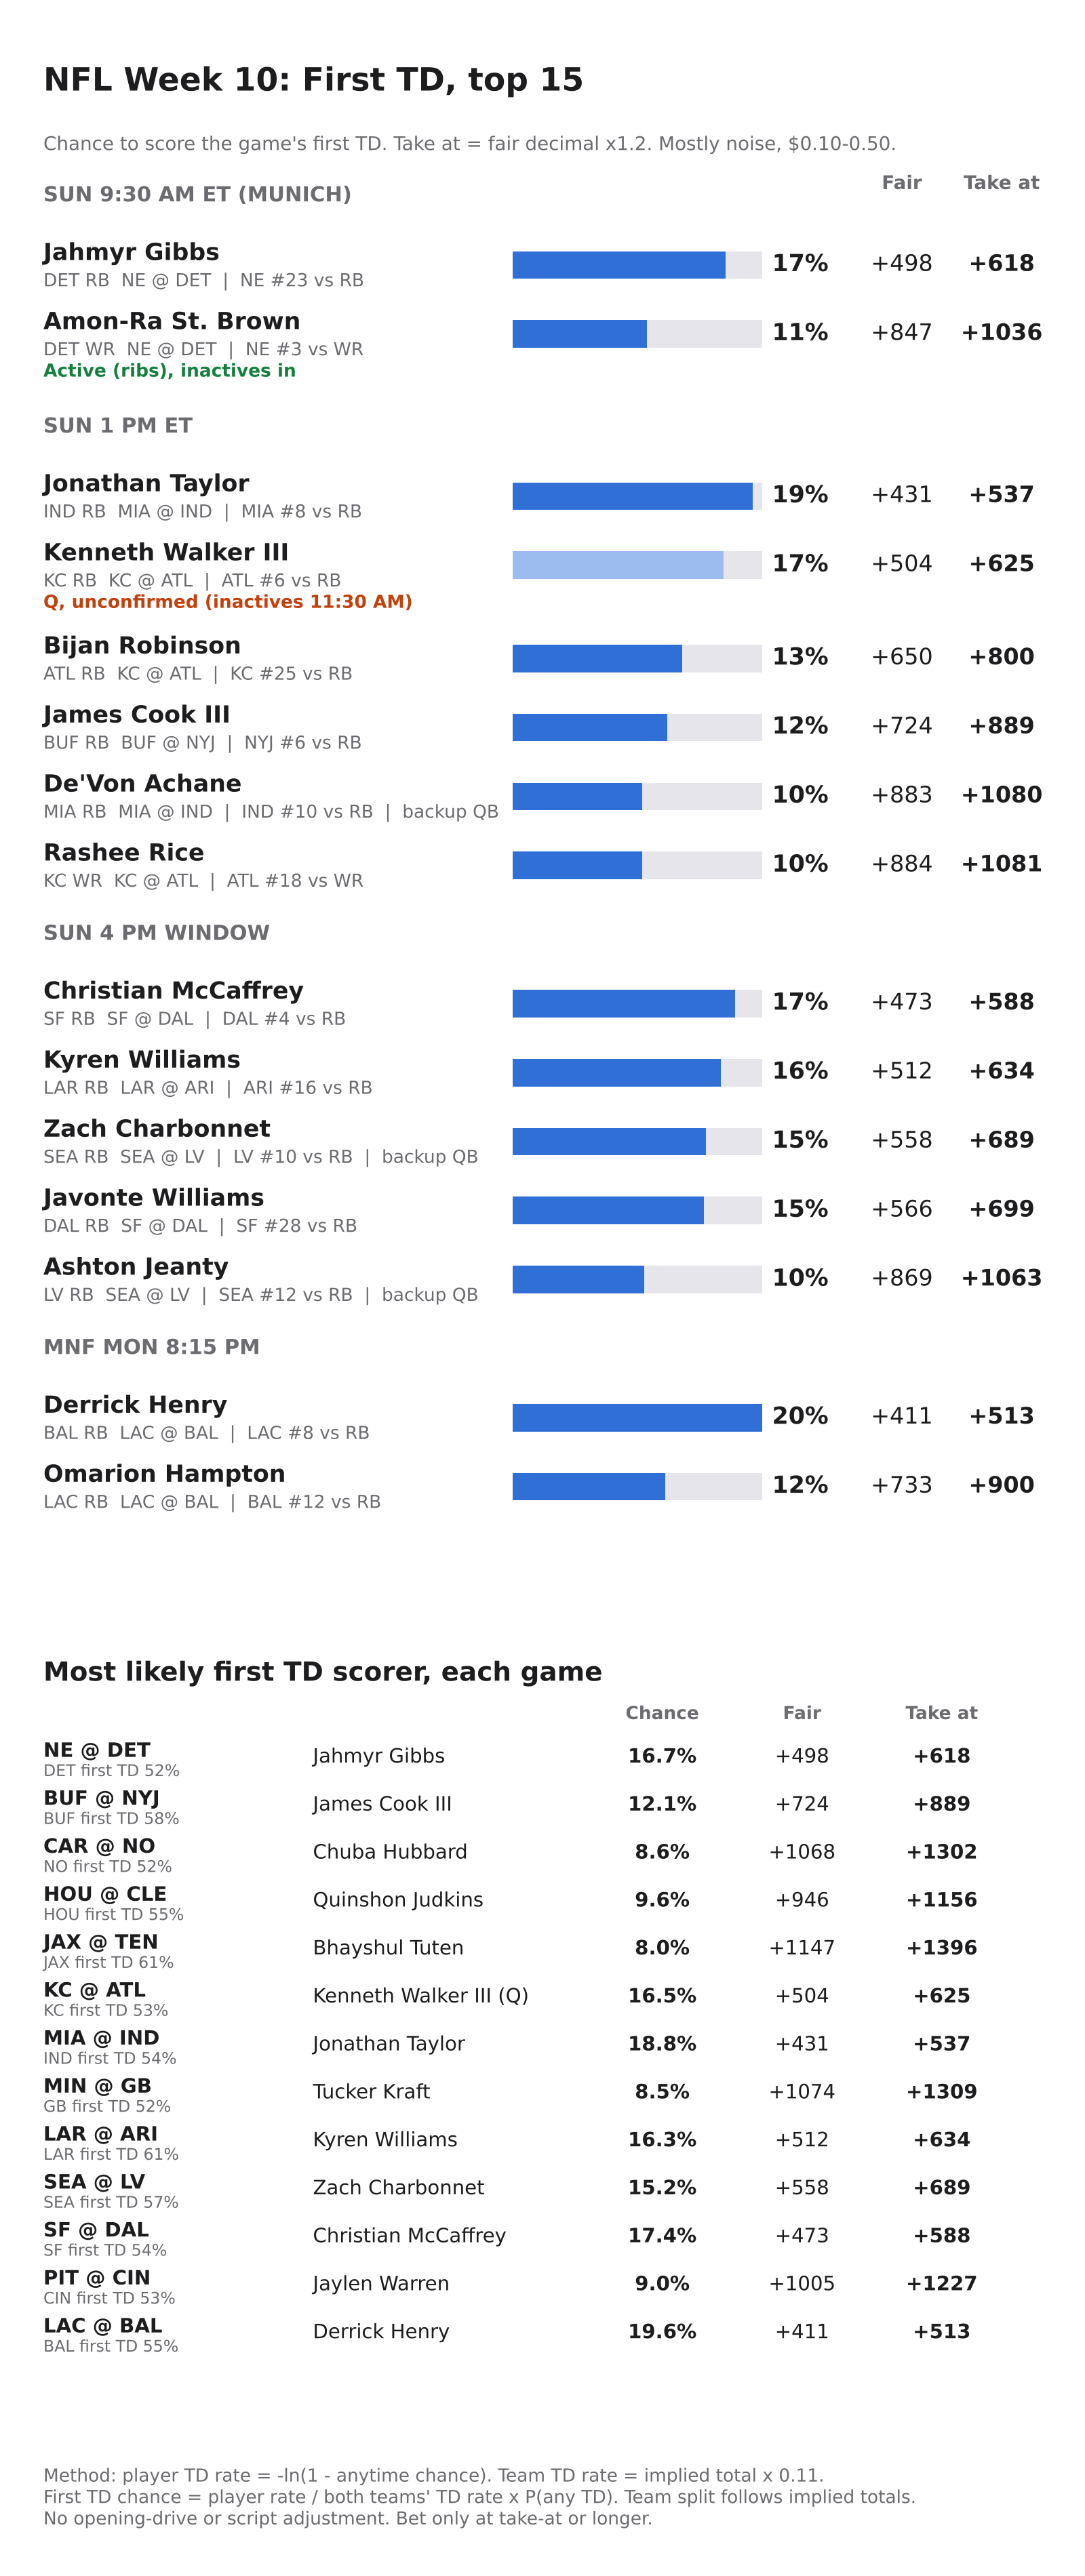 NFL Week 10: First TD, top 15
Chance to score the game's first TD. Take at = fair decimal x1.2. Mostly noise, $0.10-0.50.
Fair Take at
SUN 9:30 AM ET (MUNICH)
Jahmyr Gibbs
DET RB NE @ DET | NE #23 vs RB
17% +498 +618
Amon-Ra St. Brown
DET WR NE @ DET | NE #3 vs WR
Active (ribs), inactives in
11% +847 +1036
SUN 1 PM ET
Jonathan Taylor
IND RB MIA @ IND | MIA #8 vs RB
19% +431 +537
Kenneth Walker III
KC RB KC @ ATL | ATL #6 vs RB
Q, unconfirmed (inactives 11:30 AM)
17% +504 +625
Bijan Robinson
ATL RB KC @ ATL | KC #25 vs RB
13% +650 +800
James Cook III
BUF RB BUF @ NYJ | NYJ #6 vs RB
12% +724 +889
De'Von Achane
MIA RB MIA @ IND | IND #10 vs RB | backup QB
10% +883 +1080
Rashee Rice
KC WR KC @ ATL | ATL #18 vs WR
10% +884 +1081
SUN 4 PM WINDOW
Christian McCaffrey
SF RB SF @ DAL | DAL #4 vs RB
17% +473 +588
Kyren Williams
LAR RB LAR @ ARI | ARI #16 vs RB
16% +512 +634
Zach Charbonnet
SEA RB SEA @ LV | LV #10 vs RB | backup QB
15% +558 +689
Javonte Williams
DAL RB SF @ DAL | SF #28 vs RB
15% +566 +699
Ashton Jeanty
LV RB SEA @ LV | SEA #12 vs RB | backup QB
10% +869 +1063
MNF MON 8:15 PM
Derrick Henry
BAL RB LAC @ BAL | LAC #8 vs RB
20% +411 +513
Omarion Hampton
LAC RB LAC @ BAL | BAL #12 vs RB
12% +733 +900
Most likely first TD scorer, each game
Chance Fair Take at
NE @ DET
DET first TD 52%
Jahmyr Gibbs 16.7% +498 +618
BUF @ NYJ
BUF first TD 58%
James Cook III 12.1% +724 +889
CAR @ NO
NO first TD 52%
Chuba Hubbard 8.6% +1068 +1302
HOU @ CLE
HOU first TD 55%
Quinshon Judkins 9.6% +946 +1156
JAX @ TEN
JAX first TD 61%
Bhayshul Tuten 8.0% +1147 +1396
KC @ ATL
KC first TD 53%
Kenneth Walker III (Q) 16.5% +504 +625
MIA @ IND
IND first TD 54%
Jonathan Taylor 18.8% +431 +537
MIN @ GB
GB first TD 52%
Tucker Kraft 8.5% +1074 +1309
LAR @ ARI
LAR first TD 61%
Kyren Williams 16.3% +512 +634
SEA @ LV
SEA first TD 57%
Zach Charbonnet 15.2% +558 +689
SF @ DAL
SF first TD 54%
Christian McCaffrey 17.4% +473 +588
PIT @ CIN
CIN first TD 53%
Jaylen Warren 9.0% +1005 +1227
LAC @ BAL
BAL first TD 55%
Derrick Henry 19.6% +411 +513
Method: player TD rate = -ln(1 - anytime chance). Team TD rate = implied total x 0.11.
First TD chance = player rate / both teams' TD rate x P(any TD). Team split follows implied totals.
No opening-drive or script adjustment. Bet only at take-at or longer.